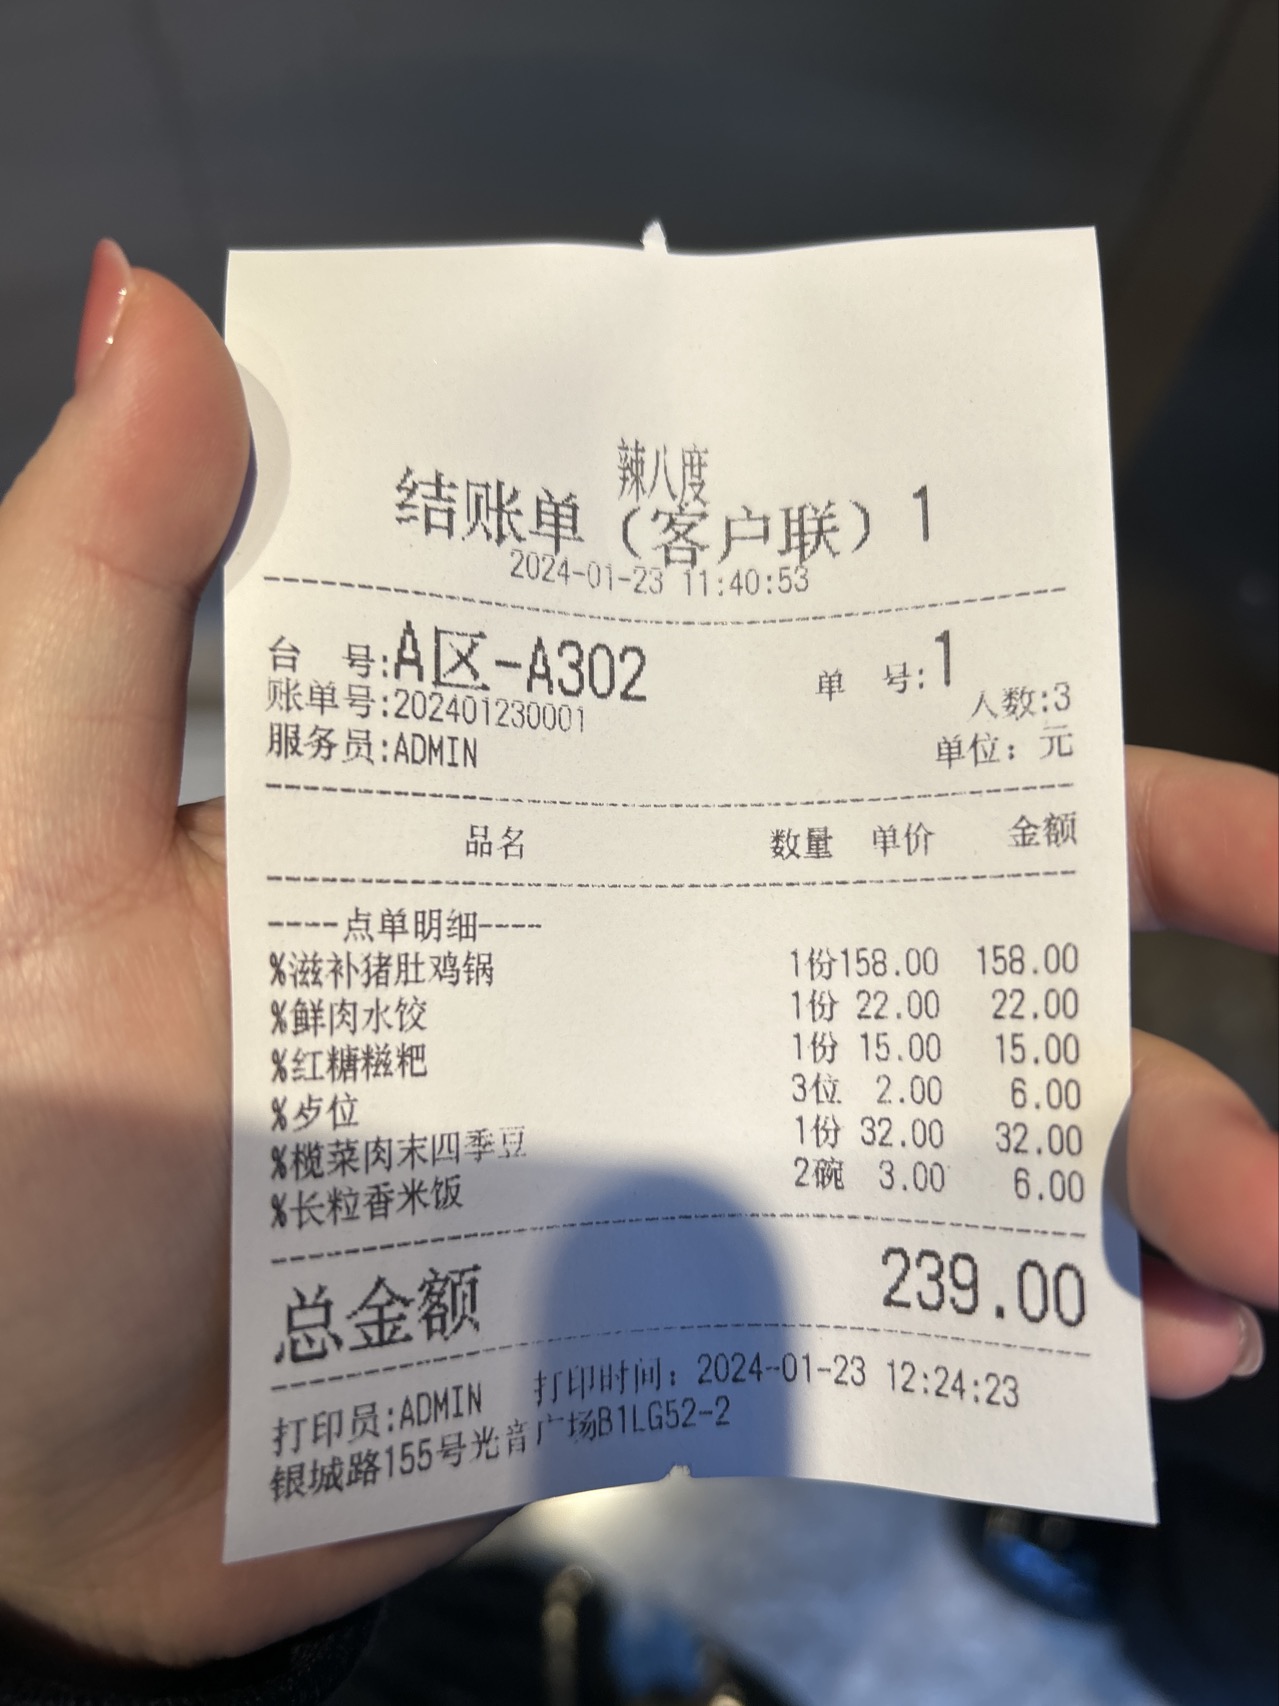 辣八度
结账单（客户联）1
2024-01-23 11:40:53
台 号:A区-A302 单 号:1
账单号:202401230001 人数:3
服务员:ADMIN 单位：元
品名 数量 单价 金额
----点单明细----
%滋补猪肚鸡锅 1份158.00 158.00
%鲜肉水饺 1份 22.00 22.00
%红糖糍粑 1份 15.00 15.00
%歺位 3位 2.00 6.00
%榄菜肉末四季豆 1份 32.00 32.00
%长粒香米饭 2碗 3.00 6.00
总金额 239.00
打印员:ADMIN 打印时间：2024-01-23 12:24:23
银城路155号光音广场B1LG52-2